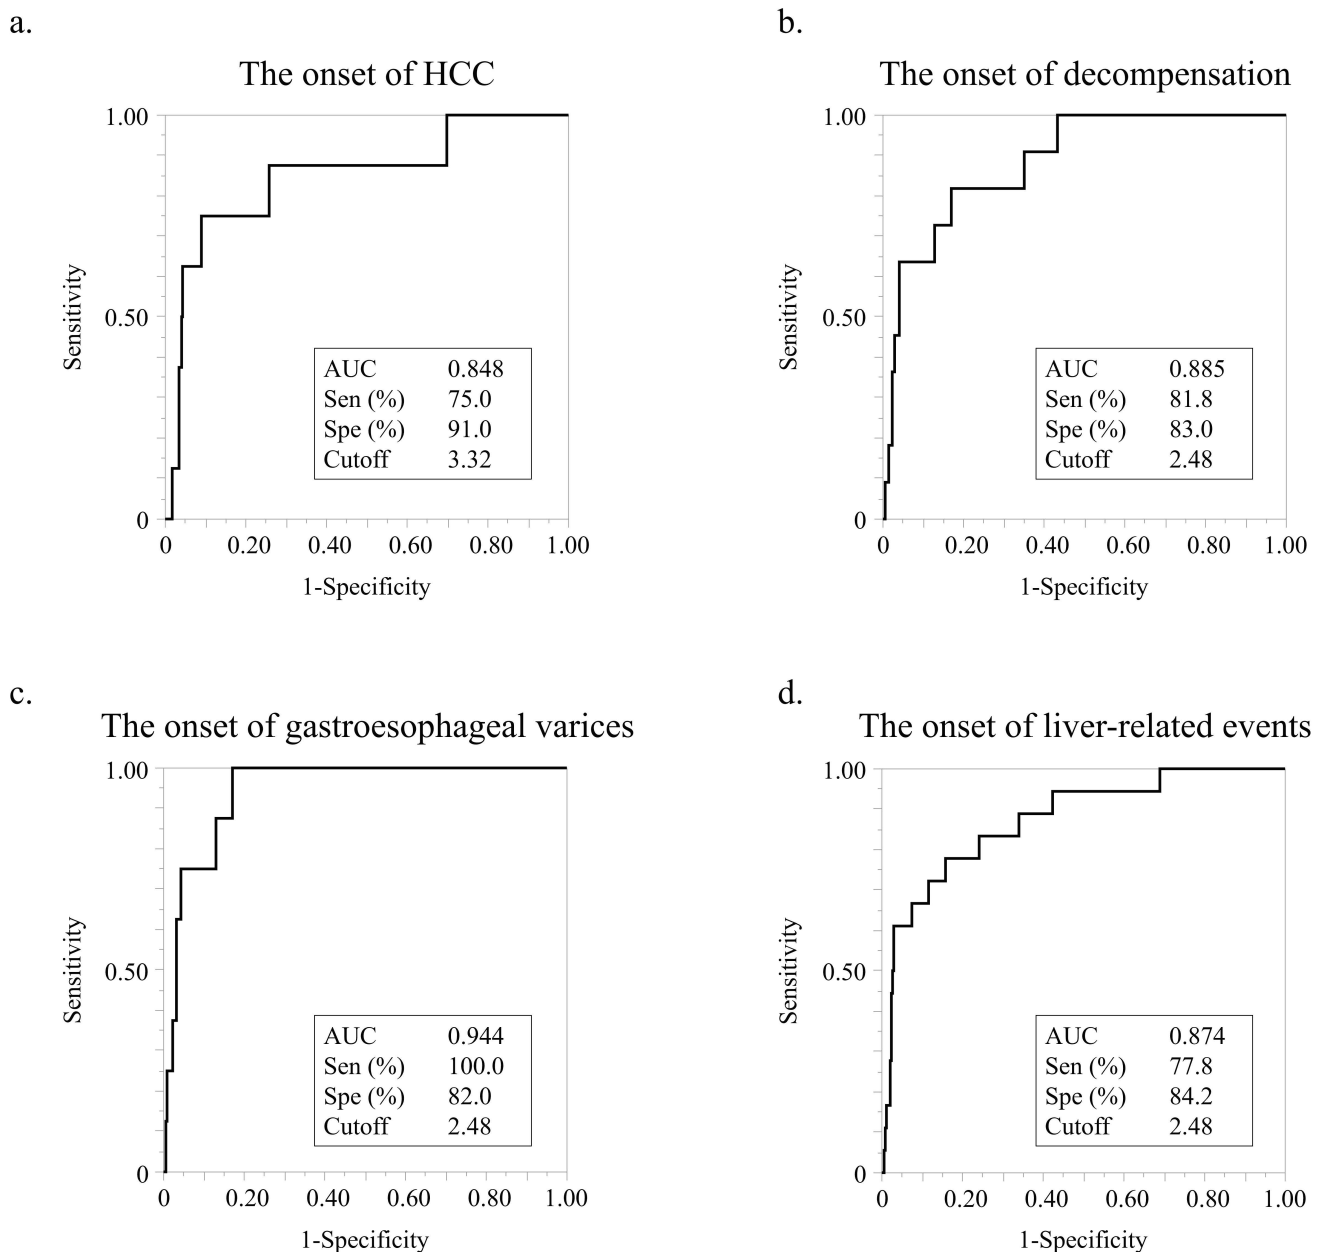 a.
The onset of HCC
1.00
0.50
0
Sensitivity
AUC 0.848
Sen (%) 75.0
Spe (%) 91.0
Cutoff 3.32
0 0.20 0.40 0.60 0.80 1.00
1-Specificity
b.
The onset of decompensation
1.00
0.50
0
Sensitivity
AUC 0.885
Sen (%) 81.8
Spe (%) 83.0
Cutoff 2.48
0 0.20 0.40 0.60 0.80 1.00
1-Specificity
c.
The onset of gastroesophageal varices
1.00
0.50
0
Sensitivity
AUC 0.944
Sen (%) 100.0
Spe (%) 82.0
Cutoff 2.48
0 0.20 0.40 0.60 0.80 1.00
1-Specificity
d.
The onset of liver-related events
1.00
0.50
0
Sensitivity
AUC 0.874
Sen (%) 77.8
Spe (%) 84.2
Cutoff 2.48
0 0.20 0.40 0.60 0.80 1.00
1-Specificity